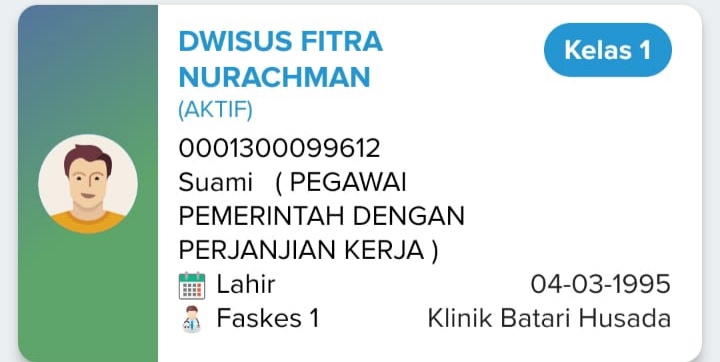 DWISUS FITRA
NURACHMAN
Kelas 1
(AKTIF)
0001300099612
Suami ( PEGAWAI
PEMERINTAH DENGAN
PERJANJIAN KERJA )
Lahir 04-03-1995
Faskes 1 Klinik Batari Husada